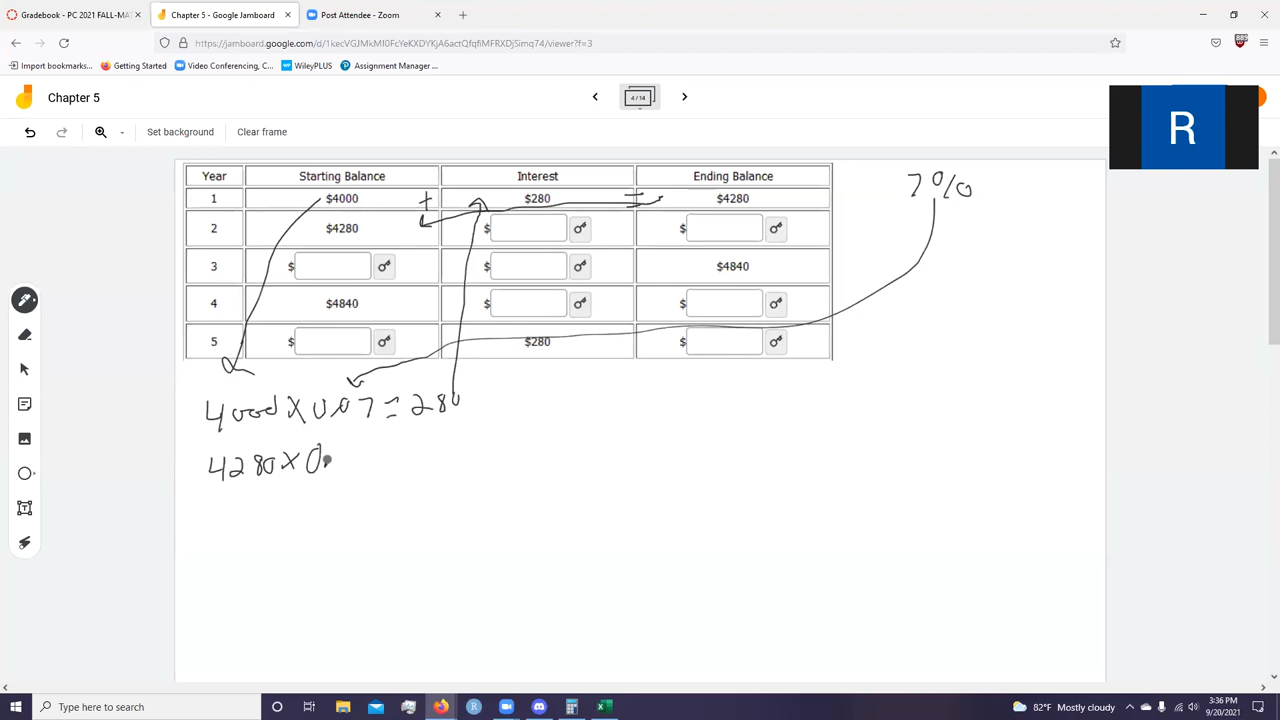 Gradebook - PC 2021 FALL-MAT
Chapter 5 - Google Jamboard
Post Attendee - Zoom
https://jamboard.google.com/d/1kecVGJMkMI0FcYeKXDYKjA6actQfqfiMFRXDjSimq74/viewer?f=3
Import bookmarks...
Getting Started
Video Conferencing, C...
WileyPLUS
Assignment Manager ...
Chapter 5
4 / 14
Set background
Clear frame
R
Year Starting Balance Interest Ending Balance
1 $4000 + $280 = $4280
2 $4280 $ $
3 $ $ $4840
4 $4840 $ $
5 $ $280 $
7%
4000 X 0.07 = 280
4280 X 0.
Type here to search
82°F Mostly cloudy
3:36 PM
9/20/2021